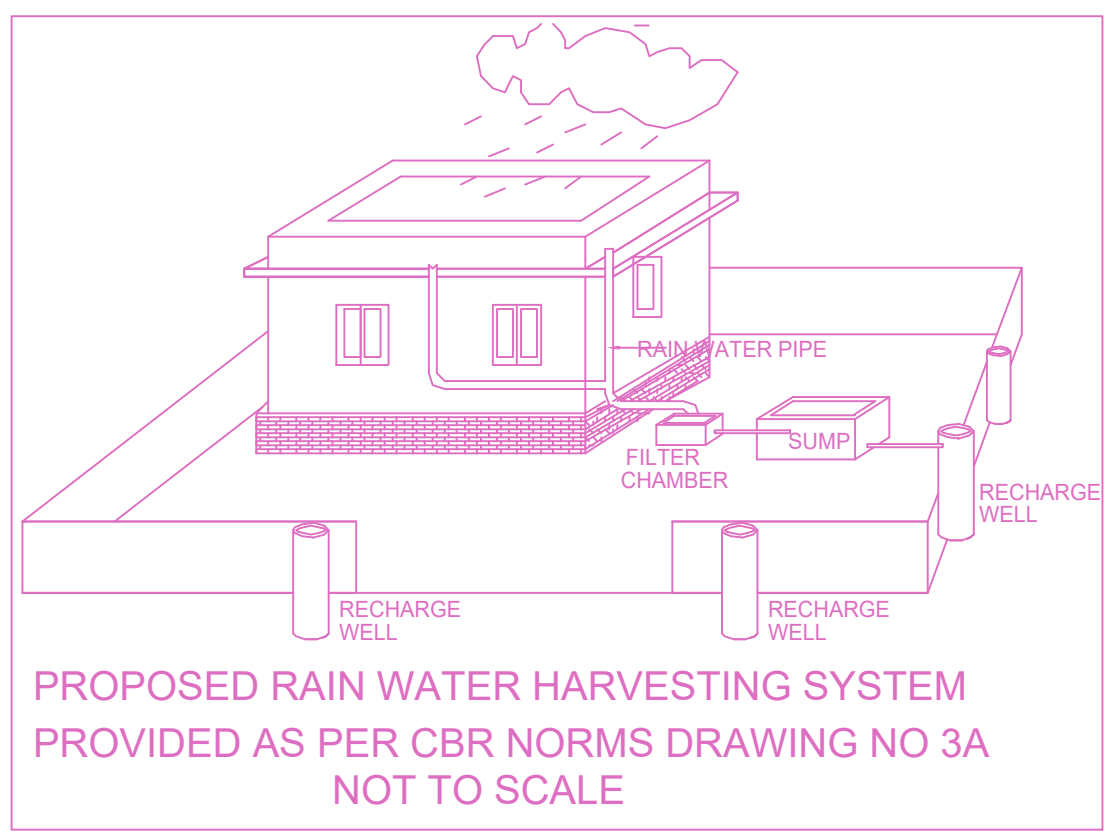 RAIN WATER PIPE
SUMP
FILTER
CHAMBER
RECHARGE
WELL
RECHARGE
WELL
RECHARGE
WELL
PROPOSED RAIN WATER HARVESTING SYSTEM
PROVIDED AS PER CBR NORMS DRAWING NO 3A
NOT TO SCALE